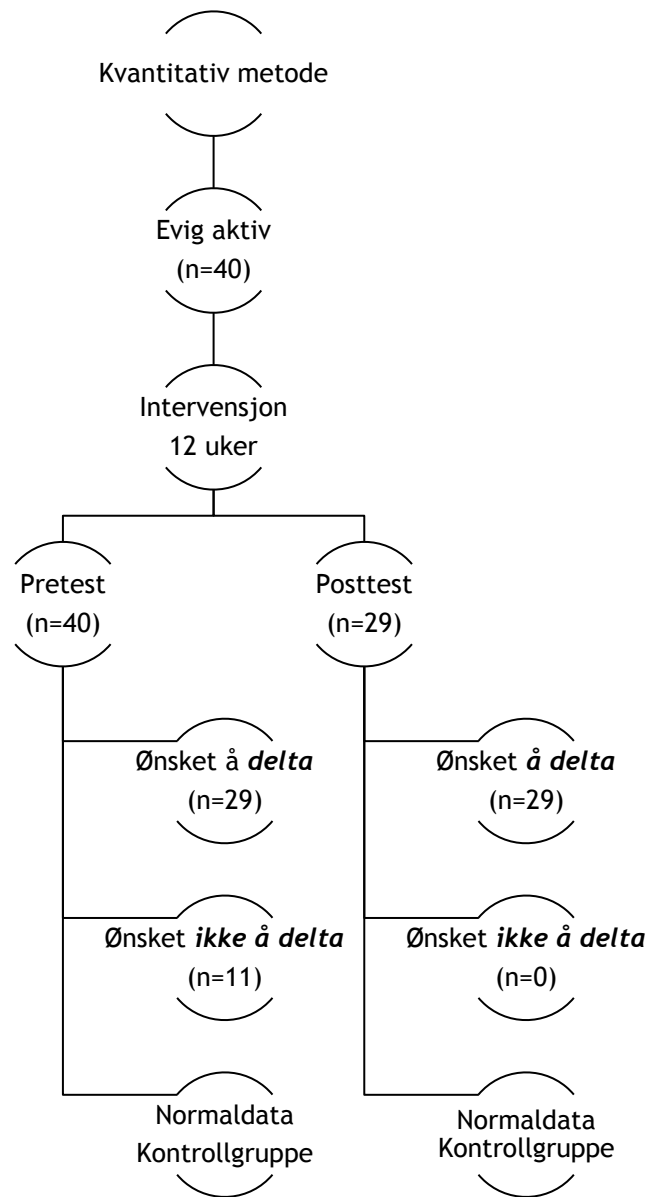 Kvantitativ metode
Evig aktiv
(n=40)
Intervensjon
12 uker
Pretest
(n=40)
Ønsket å delta
(n=29)
Ønsket ikke å delta
(n=11)
Normaldata
Kontrollgruppe
Posttest
(n=29)
Ønsket å delta
(n=29)
Ønsket ikke å delta
(n=0)
Normaldata
Kontrollgruppe